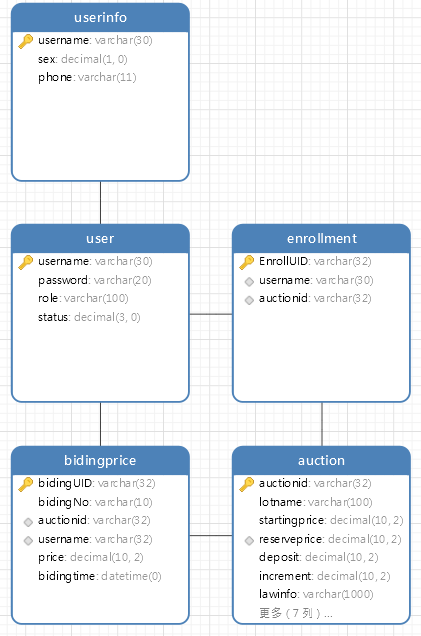 userinfo
username: varchar(30)
sex: decimal(1, 0)
phone: varchar(11)
user
username: varchar(30)
password: varchar(20)
role: varchar(100)
status: decimal(3, 0)
enrollment
EnrollUID: varchar(32)
username: varchar(30)
auctionid: varchar(32)
bidingprice
bidingUID: varchar(32)
bidingNo: varchar(10)
auctionid: varchar(32)
username: varchar(30)
price: decimal(10, 2)
bidingtime: datetime(0)
auction
auctionid: varchar(32)
lotname: varchar(100)
startingprice: decimal(10, 2)
reserveprice: decimal(10, 2)
deposit: decimal(10, 2)
increment: decimal(10, 2)
lawinfo: varchar(1000)
更多 ( 7 列 ) ...